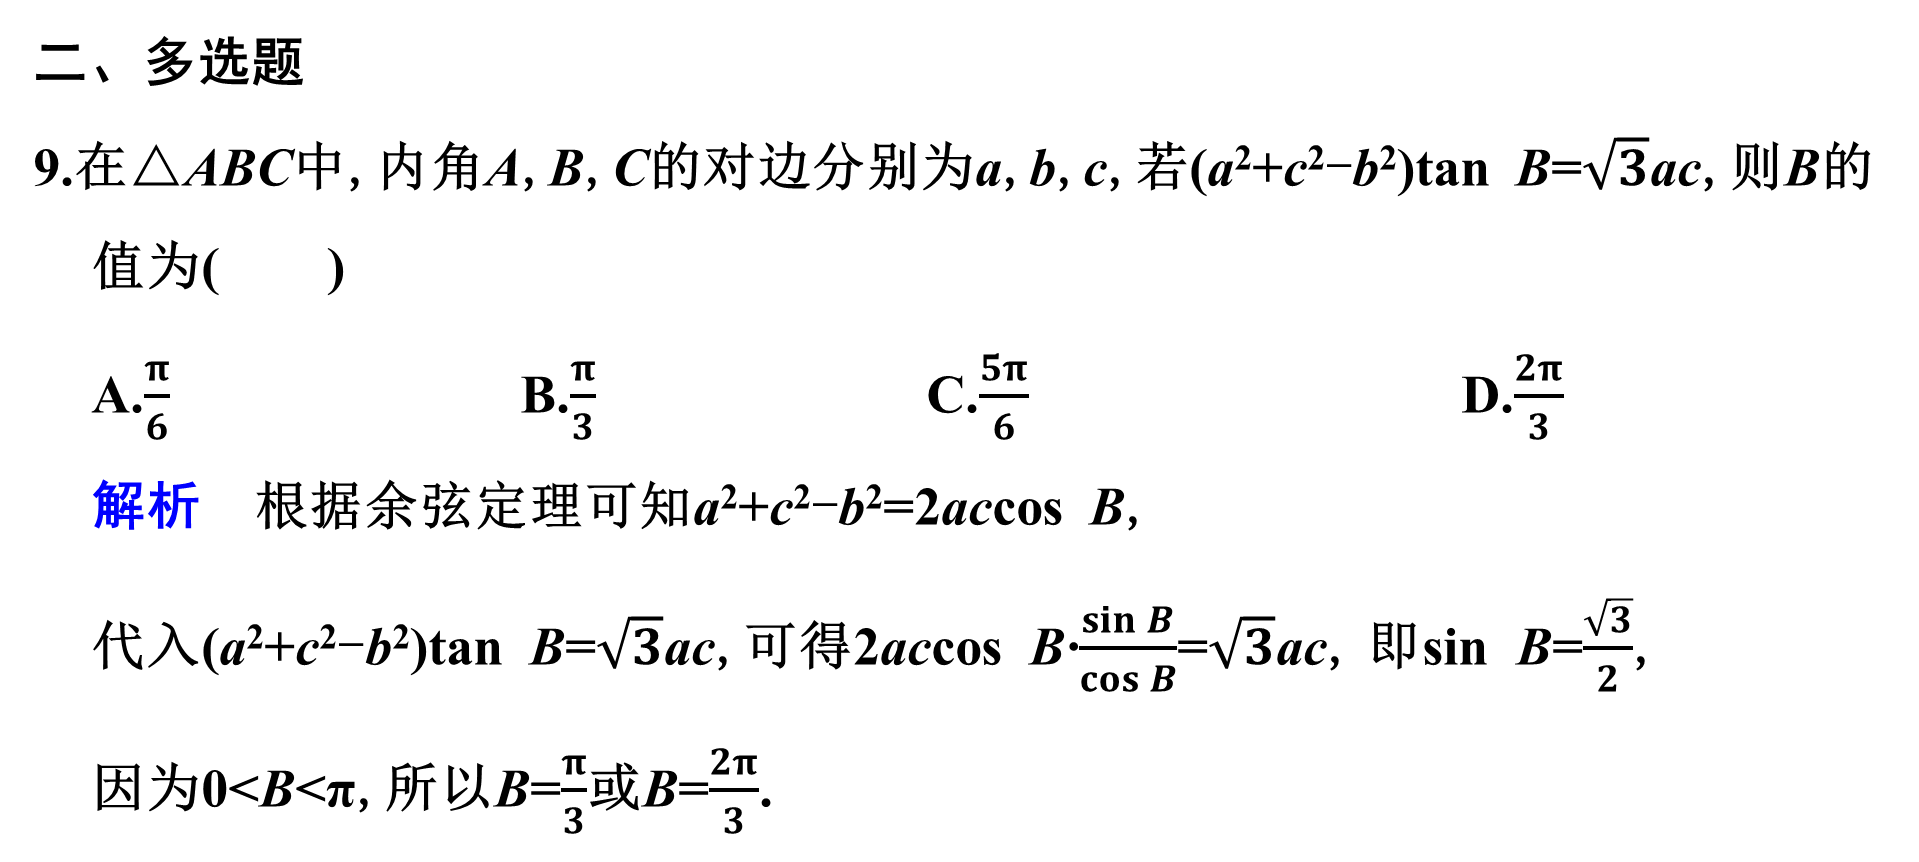 二、多选题
9.在△ABC中, 内角A, B, C的对边分别为a, b, c, 若(a²+c²−b²)tan B=√3ac, 则B的
值为(  )
A.π/6 B.π/3 C.5π/6 D.2π/3
解析 根据余弦定理可知a²+c²−b²=2accos B,
代入(a²+c²−b²)tan B=√3ac, 可得2accos B·sin B/cos B=√3ac, 即sin B=√3/2,
因为0<B<π, 所以B=π/3或B=2π/3.